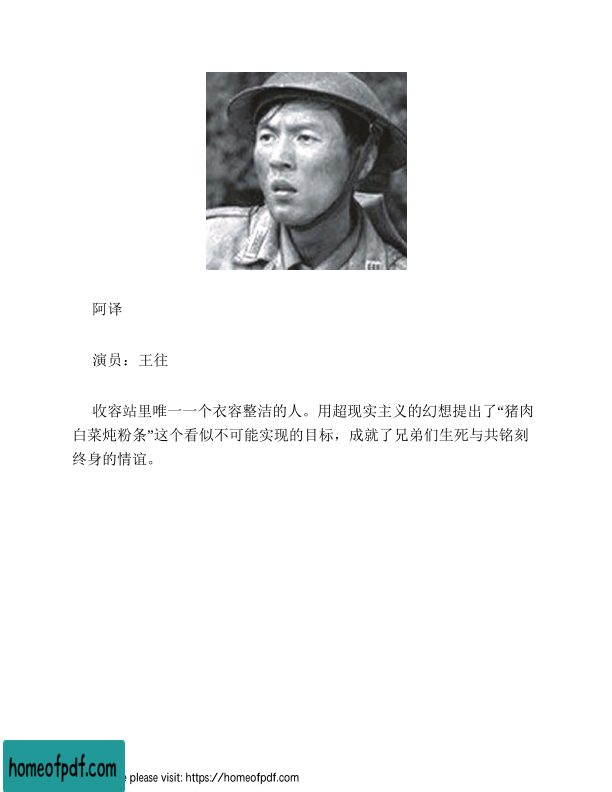 阿译
演员：王往
收容站里唯一一个衣容整洁的人。用超现实主义的幻想提出了“猪肉
白菜炖粉条”这个看似不可能实现的目标，成就了兄弟们生死与共铭刻
终身的情谊。
homeofpdf.com
please visit: https://homeofpdf.com